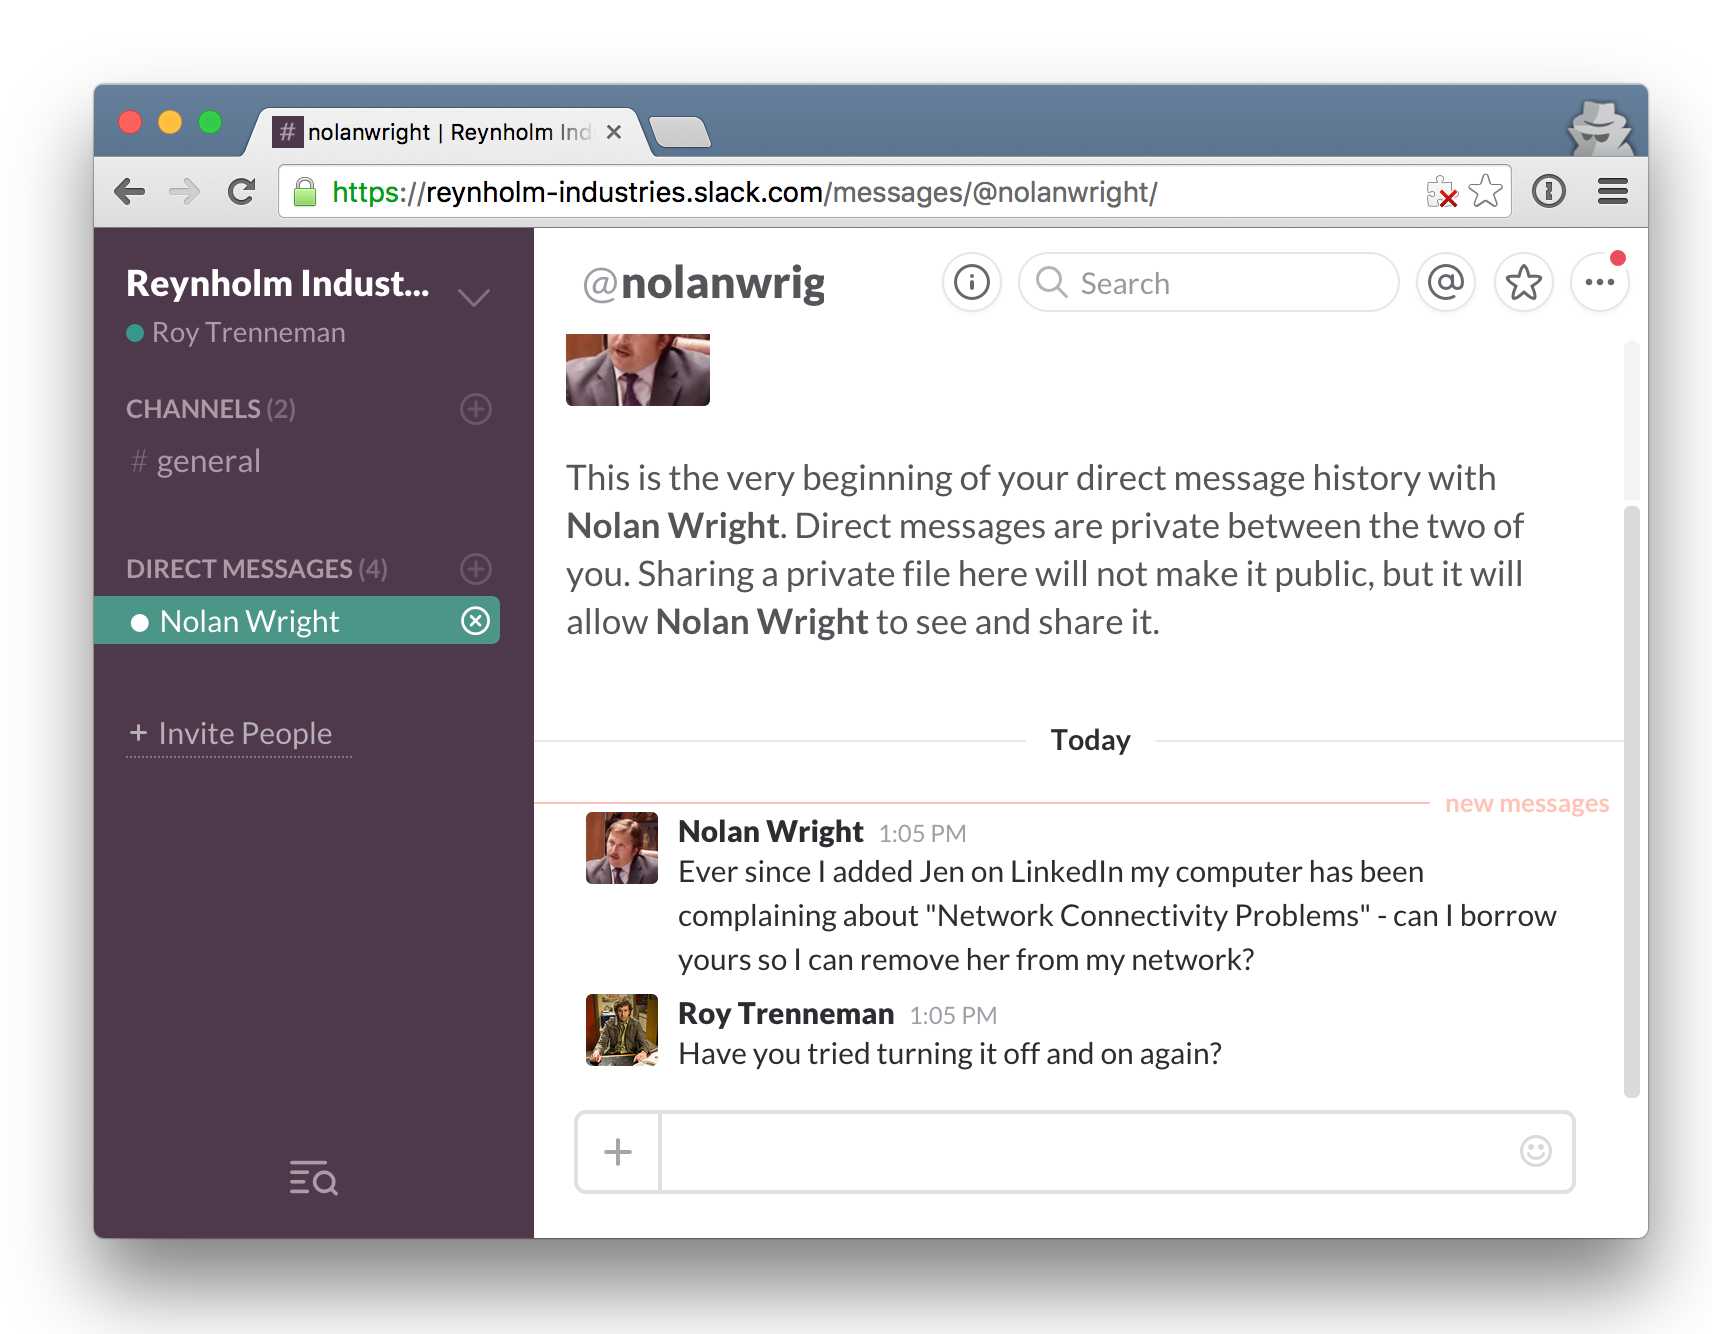 # nolanwright | Reynholm Ind
https://reynholm-industries.slack.com/messages/@nolanwright/
Reynholm Indust...
Roy Trenneman
CHANNELS (2)
# general
DIRECT MESSAGES (4)
Nolan Wright
+ Invite People
@nolanwrig
Search
This is the very beginning of your direct message history with
Nolan Wright. Direct messages are private between the two of
you. Sharing a private file here will not make it public, but it will
allow Nolan Wright to see and share it.
Today
new messages
Nolan Wright 1:05 PM
Ever since I added Jen on LinkedIn my computer has been
complaining about "Network Connectivity Problems" - can I borrow
yours so I can remove her from my network?
Roy Trenneman 1:05 PM
Have you tried turning it off and on again?